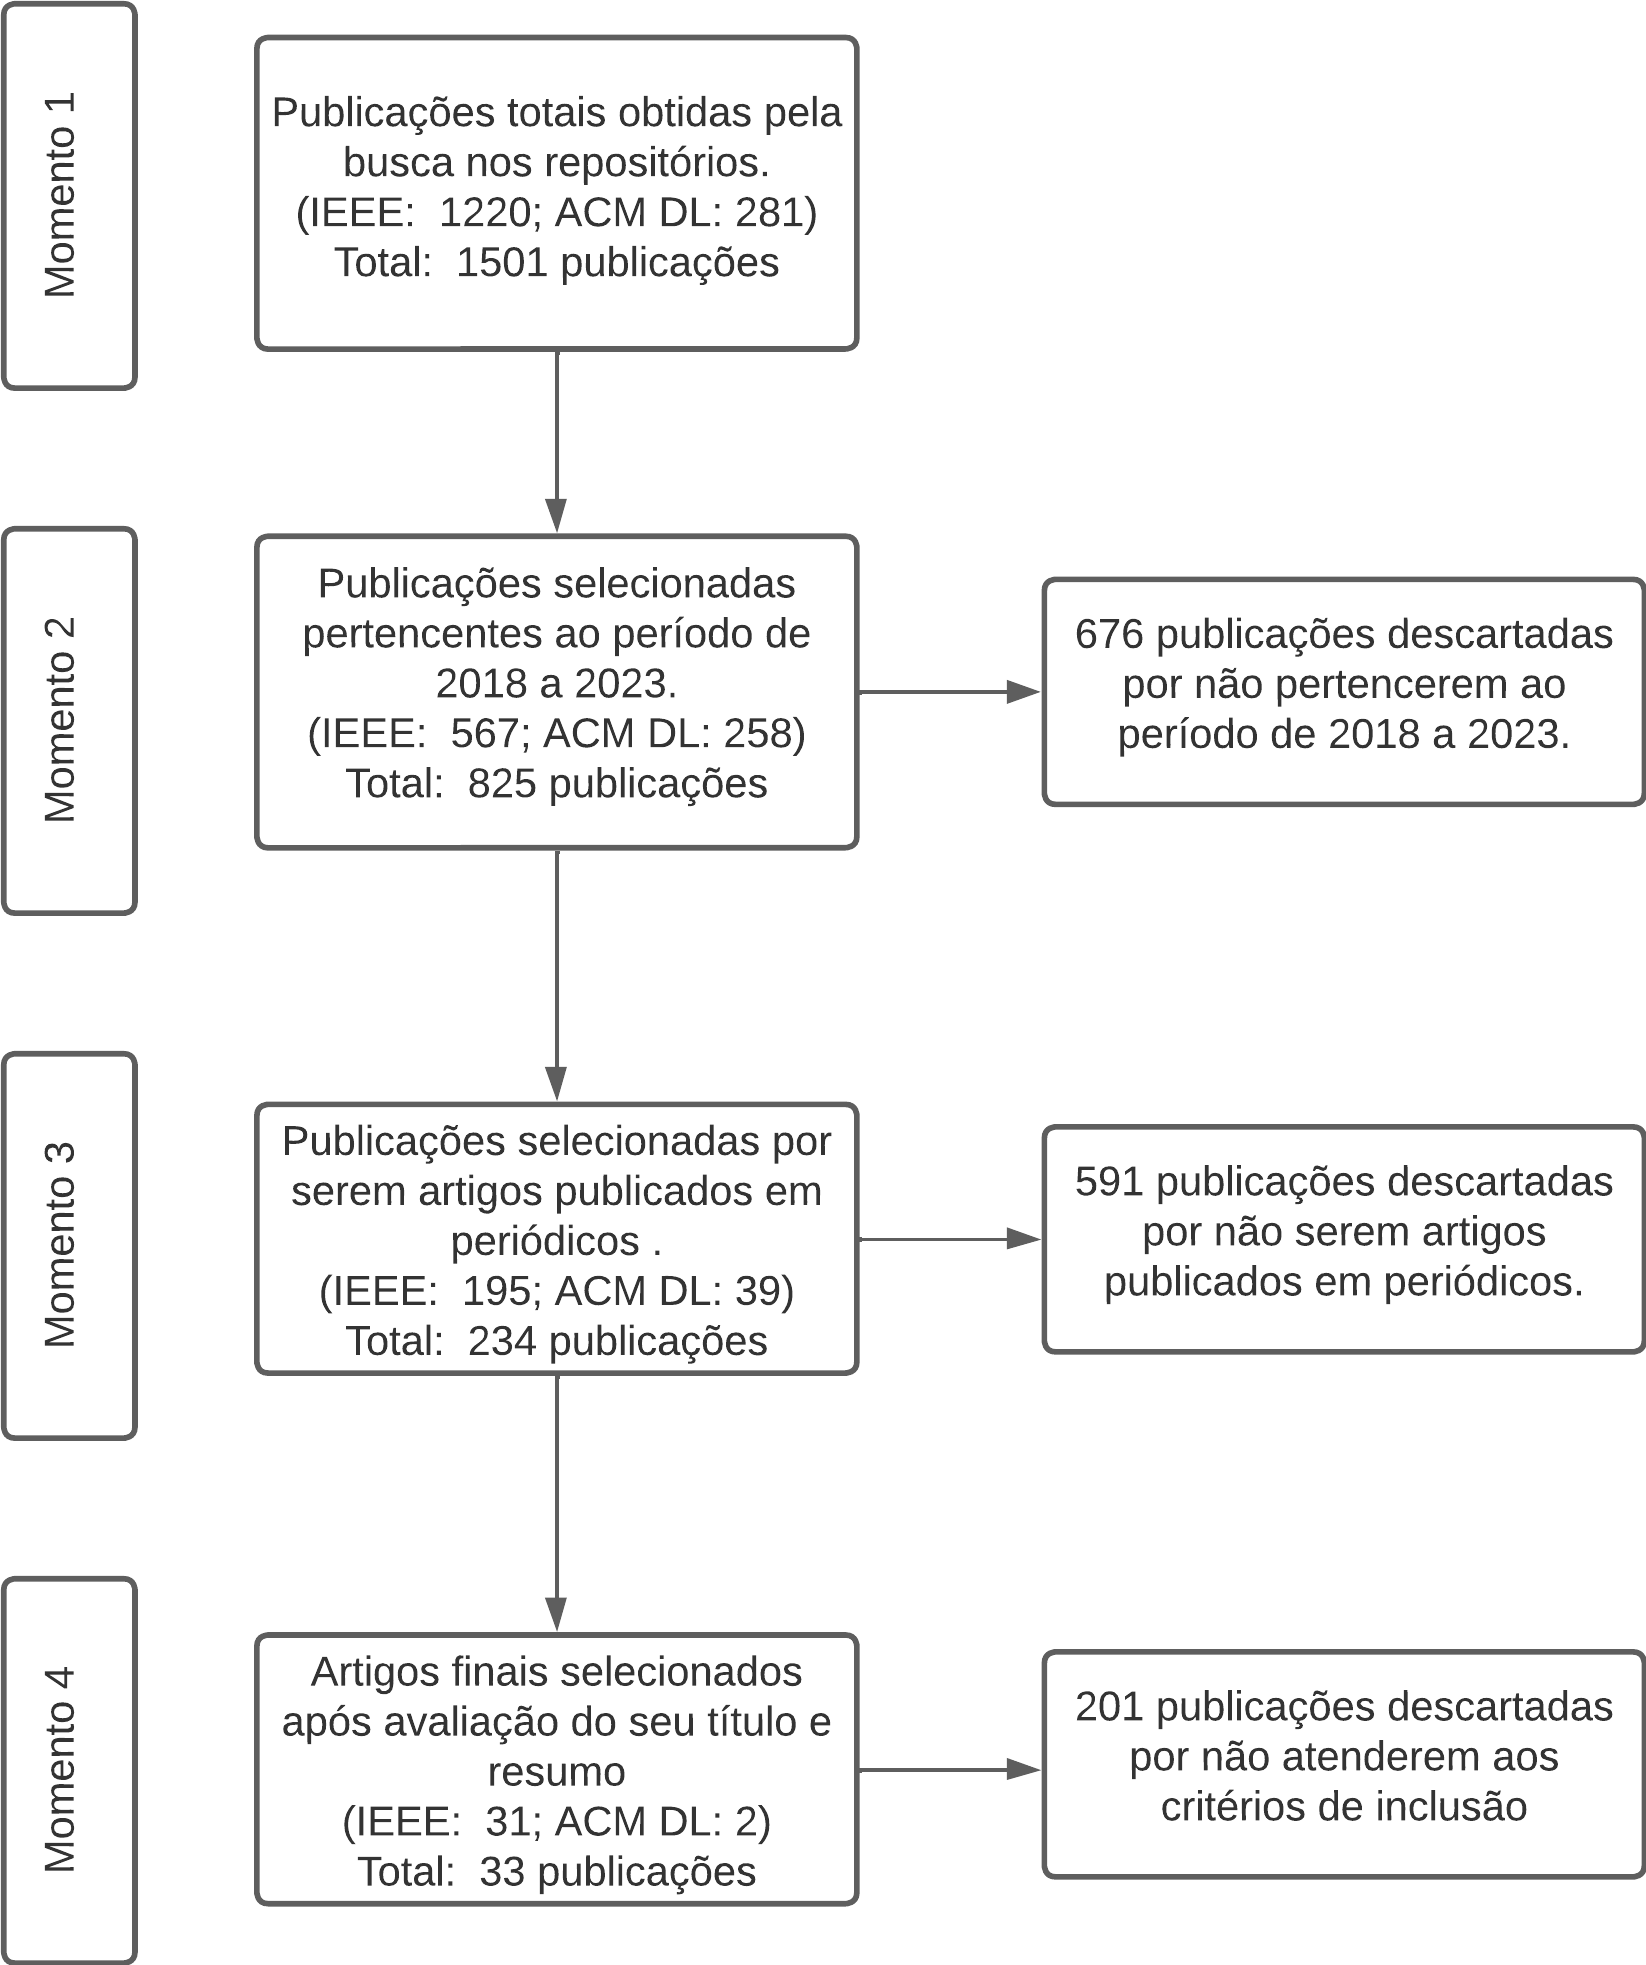 Momento 1
Publicações totais obtidas pela
busca nos repositórios.
(IEEE:  1220; ACM DL: 281)
Total:  1501 publicações
Momento 2
Publicações selecionadas
pertencentes ao período de
2018 a 2023.
(IEEE:  567; ACM DL: 258)
Total:  825 publicações
676 publicações descartadas
por não pertencerem ao
período de 2018 a 2023.
Momento 3
Publicações selecionadas por
serem artigos publicados em
periódicos .
(IEEE:  195; ACM DL: 39)
Total:  234 publicações
591 publicações descartadas
por não serem artigos
publicados em periódicos.
Momento 4
Artigos finais selecionados
após avaliação do seu título e
resumo
(IEEE:  31; ACM DL: 2)
Total:  33 publicações
201 publicações descartadas
por não atenderem aos
critérios de inclusão